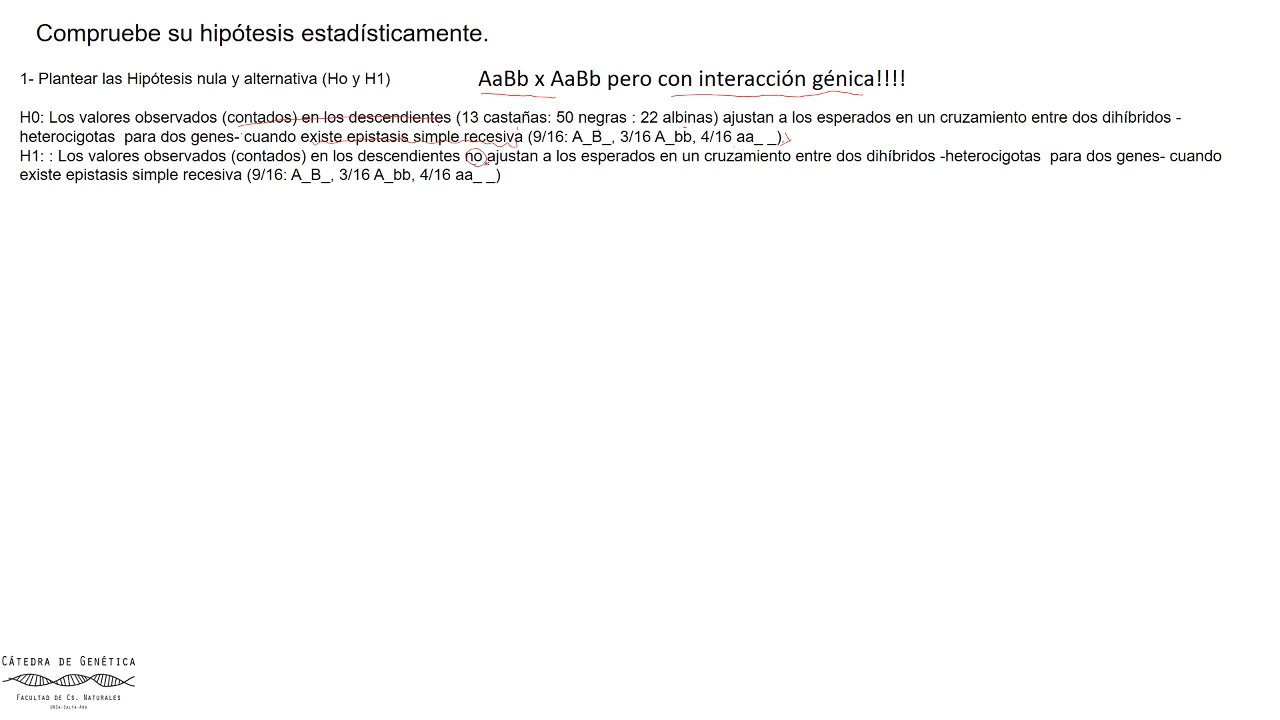 Compruebe su hipótesis estadísticamente.
1- Plantear las Hipótesis nula y alternativa (Ho y H1)
AaBb x AaBb pero con interacción génica!!!!
H0: Los valores observados (contados) en los descendientes (13 castañas: 50 negras : 22 albinas) ajustan a los esperados en un cruzamiento entre dos dihíbridos -
heterocigotas para dos genes- cuando existe epistasis simple recesiva (9/16: A_B_, 3/16 A_bb, 4/16 aa_ _)
H1: : Los valores observados (contados) en los descendientes no ajustan a los esperados en un cruzamiento entre dos dihíbridos -heterocigotas para dos genes- cuando
existe epistasis simple recesiva (9/16: A_B_, 3/16 A_bb, 4/16 aa_ _)
CÁTEDRA DE GENÉTICA
FACULTAD DE CS. NATURALES
UNSa-SALTA-ARG